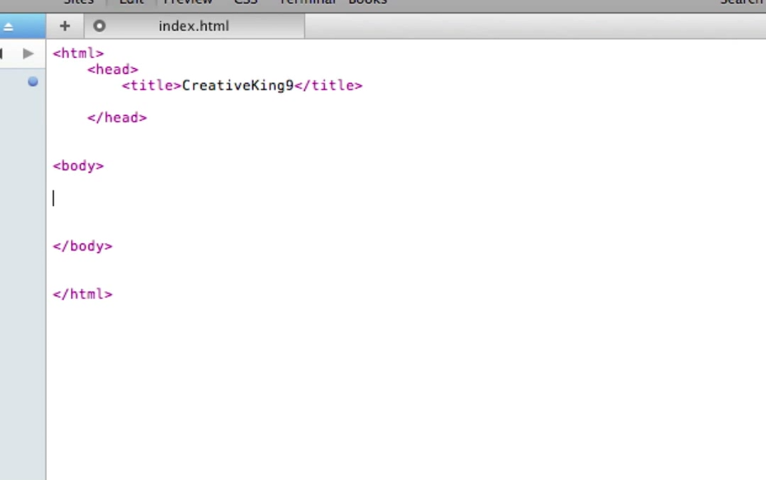 Sites Edit Preview CSS Terminal Books Search
+ index.html
<html>
<head>
<title>CreativeKing9</title>
</head>
<body>
</body>
</html>